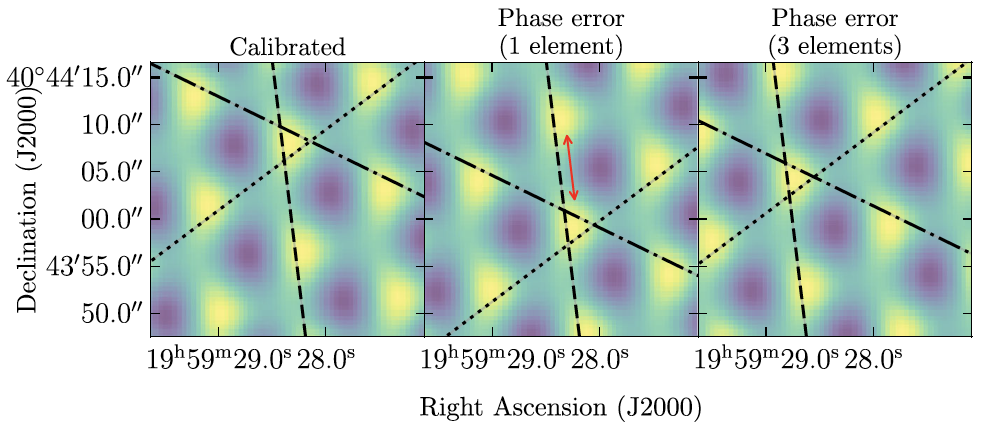 Calibrated
Phase error
(1 element)
Phase error
(3 elements)
Declination (J2000)
40°44′15.0″
10.0″
05.0″
00.0″
43′55.0″
50.0″
19ʰ59ᵐ29.0ˢ 28.0ˢ
19ʰ59ᵐ29.0ˢ 28.0ˢ
19ʰ59ᵐ29.0ˢ 28.0ˢ
Right Ascension (J2000)